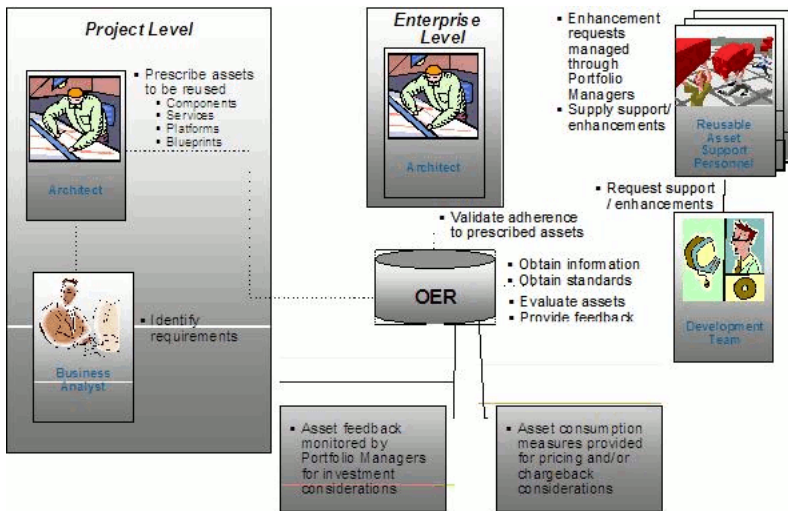 Project Level
▪ Prescribe assets
to be reused
▪ Components
▪ Services
▪ Platforms
▪ Blueprints
Architect
▪ Identify
requirements
Business
Analyst
Enterprise
Level
Architect
▪ Validate adherence
to prescribed assets
OER
▪ Obtain information
▪ Obtain standards
▪ Evaluate assets
▪ Provide feedback
▪ Enhancement
requests
managed
through
Portfolio
Managers
▪ Supply support/
enhancements
Reusable
Asset
Support
Personnel
▪ Request support
/ enhancements
Development
Team
▪ Asset feedback
monitored by
Portfolio Managers
for investment
considerations
▪ Asset consumption
measures provided
for pricing and/or
chargeback
considerations